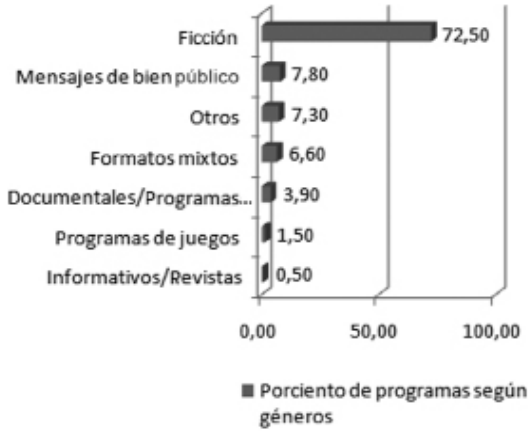 Ficción 72,50
Mensajes de bien público 7,80
Otros 7,30
Formatos mixtos 6,60
Documentales/Programas... 3,90
Programas de juegos 1,50
Informativos/Revistas 0,50
0,00 50,00 100,00
Porciento de programas según
géneros